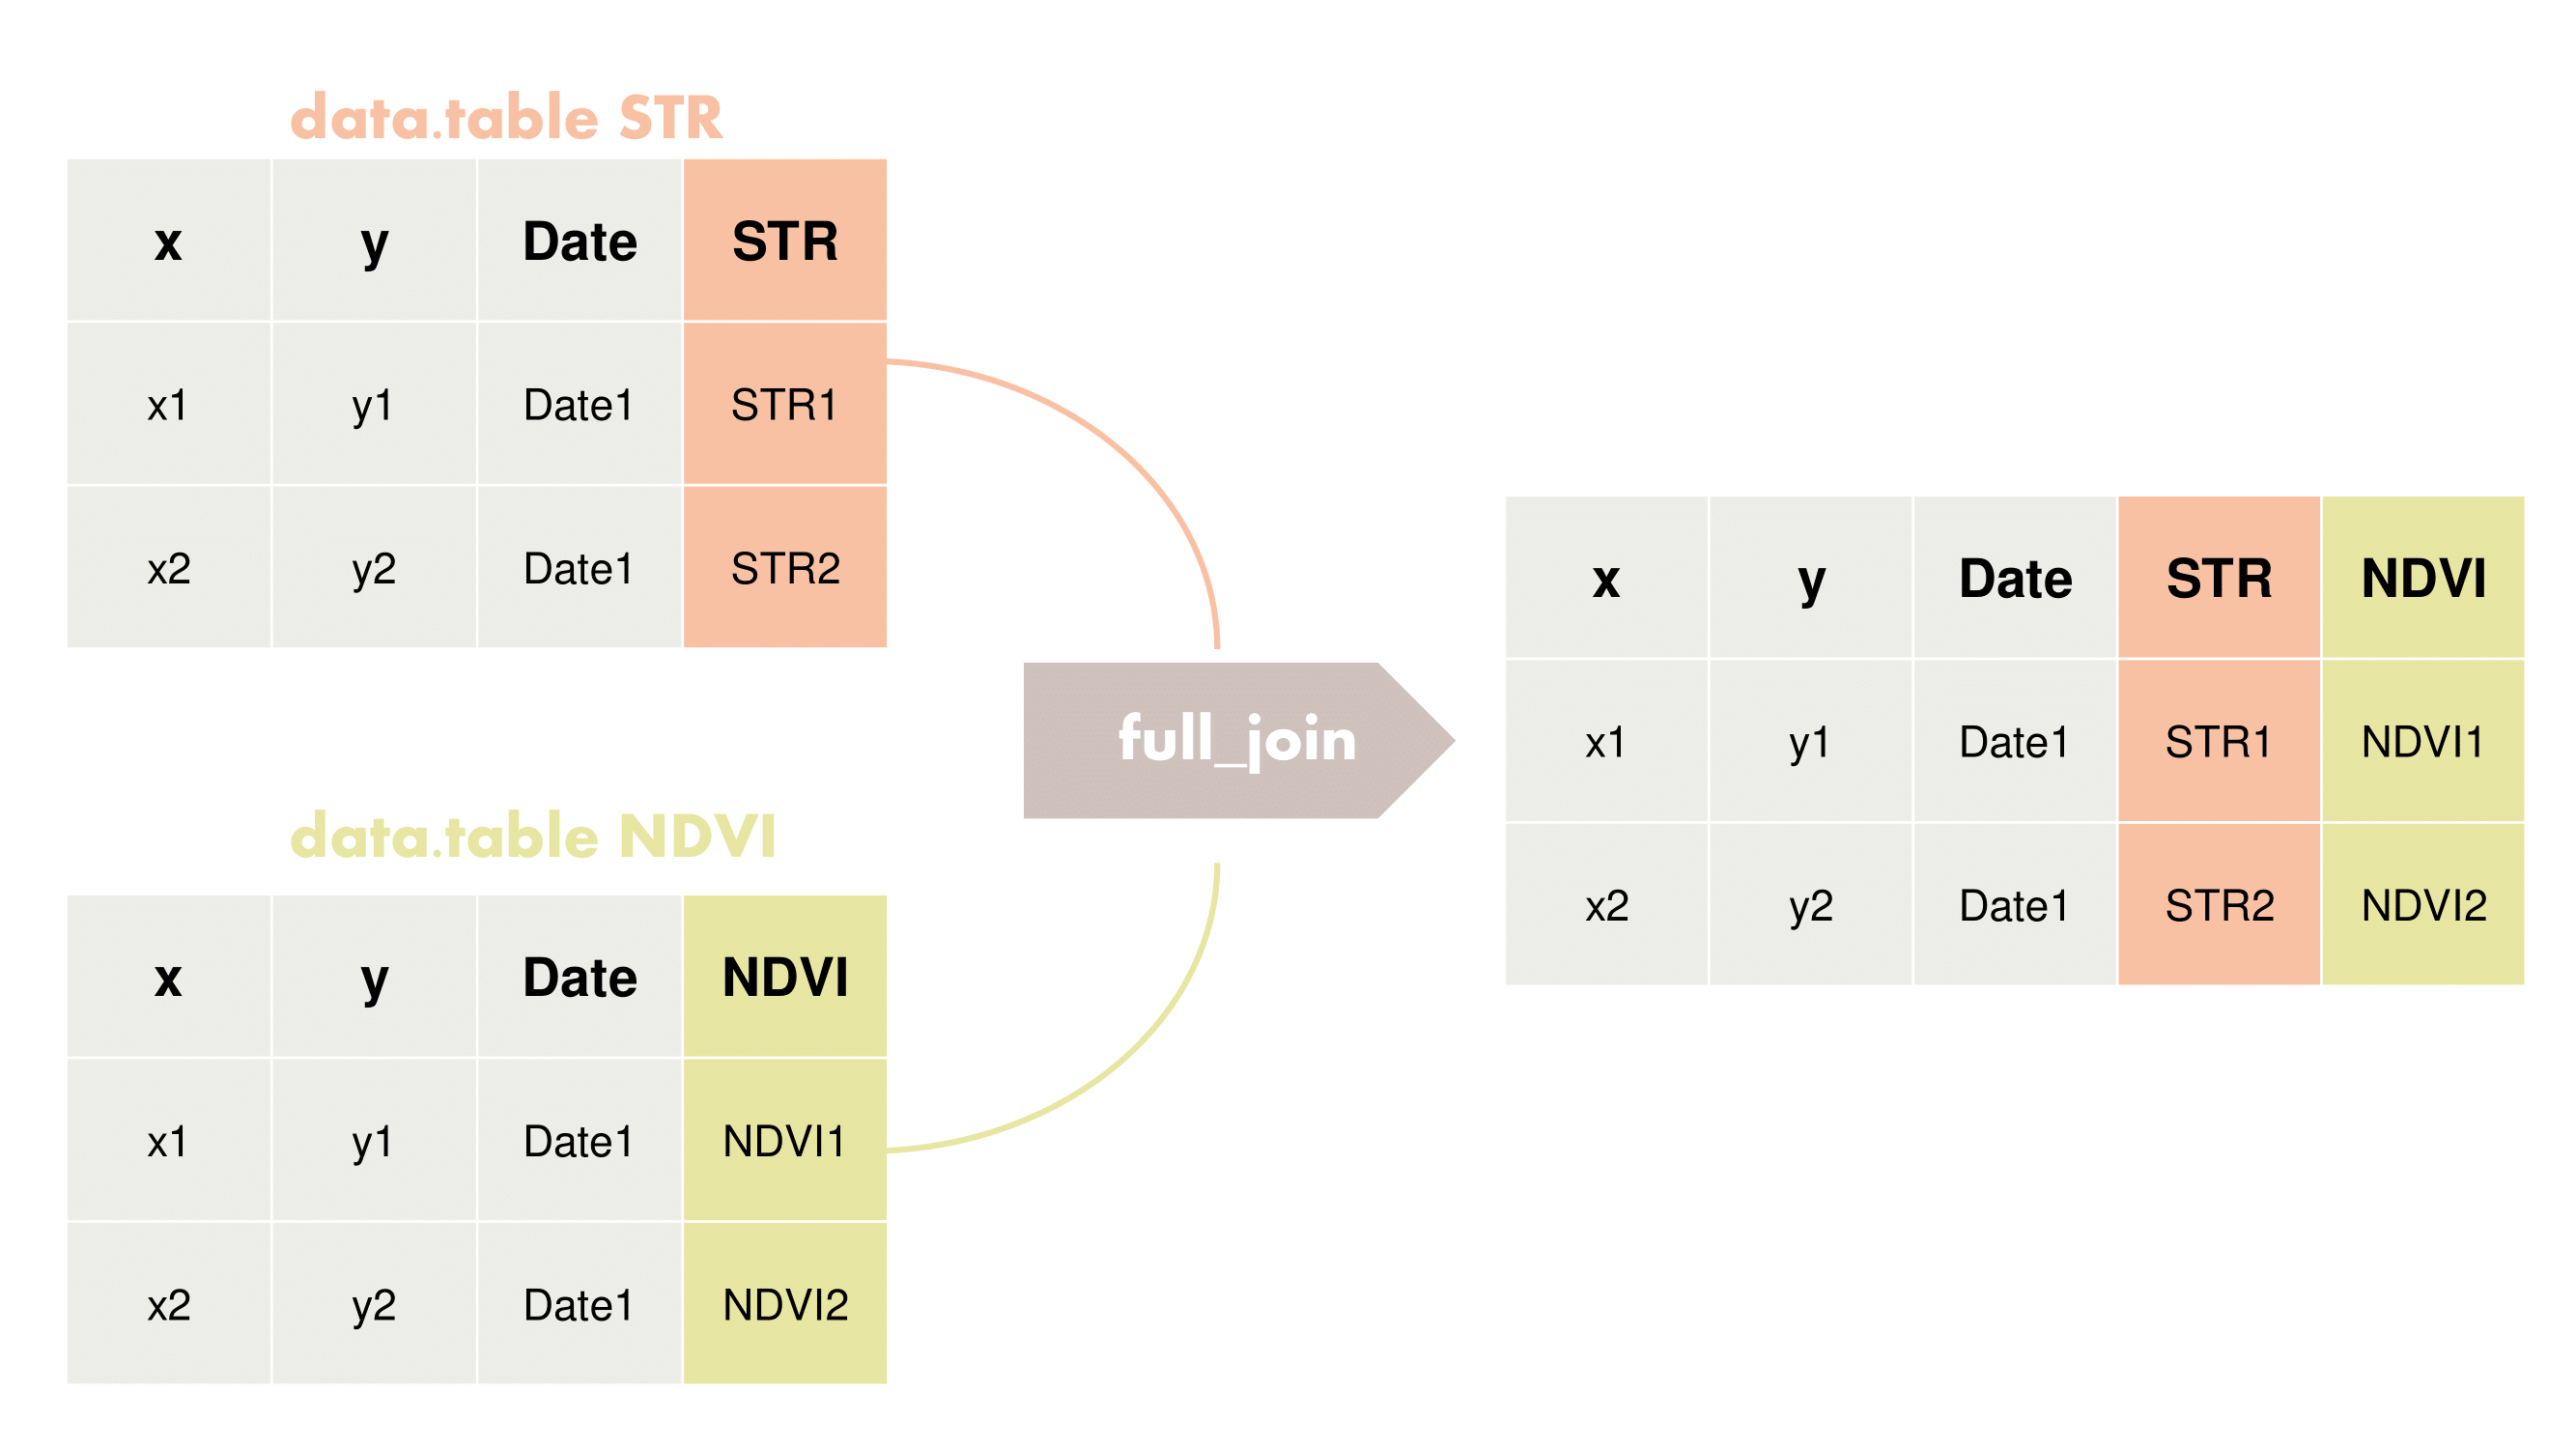 data.table STR
x y Date STR
x1 y1 Date1 STR1
x2 y2 Date1 STR2
data.table NDVI
x y Date NDVI
x1 y1 Date1 NDVI1
x2 y2 Date1 NDVI2
full_join
x y Date STR NDVI
x1 y1 Date1 STR1 NDVI1
x2 y2 Date1 STR2 NDVI2